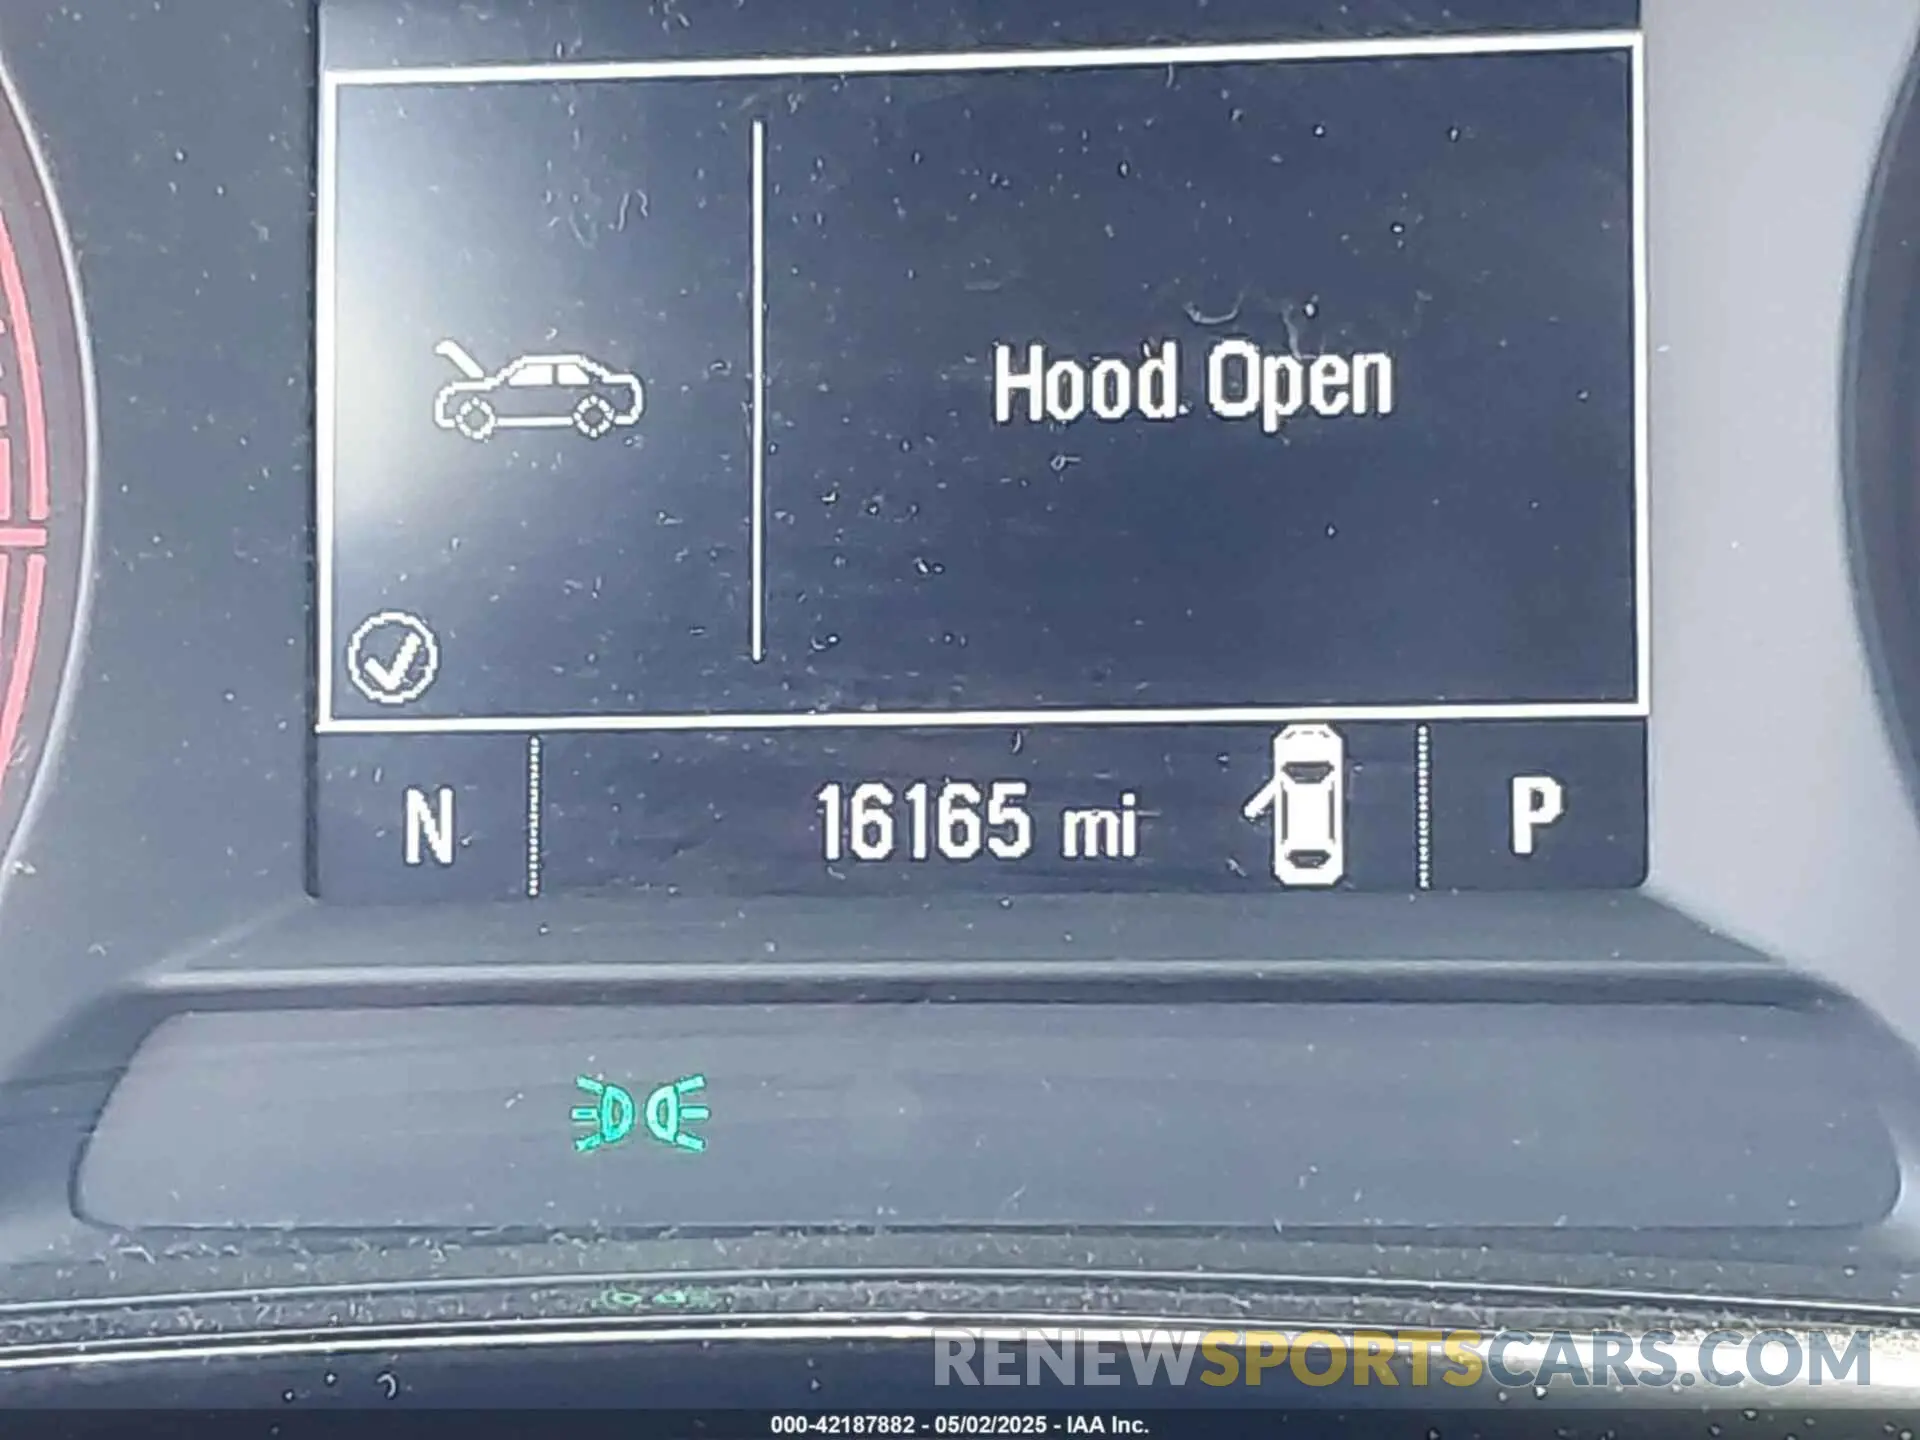 Hood Open
N 16165 mi P
RENEWSPORTSCARS.COM
000-42187882 - 05/02/2025 - IAA Inc.